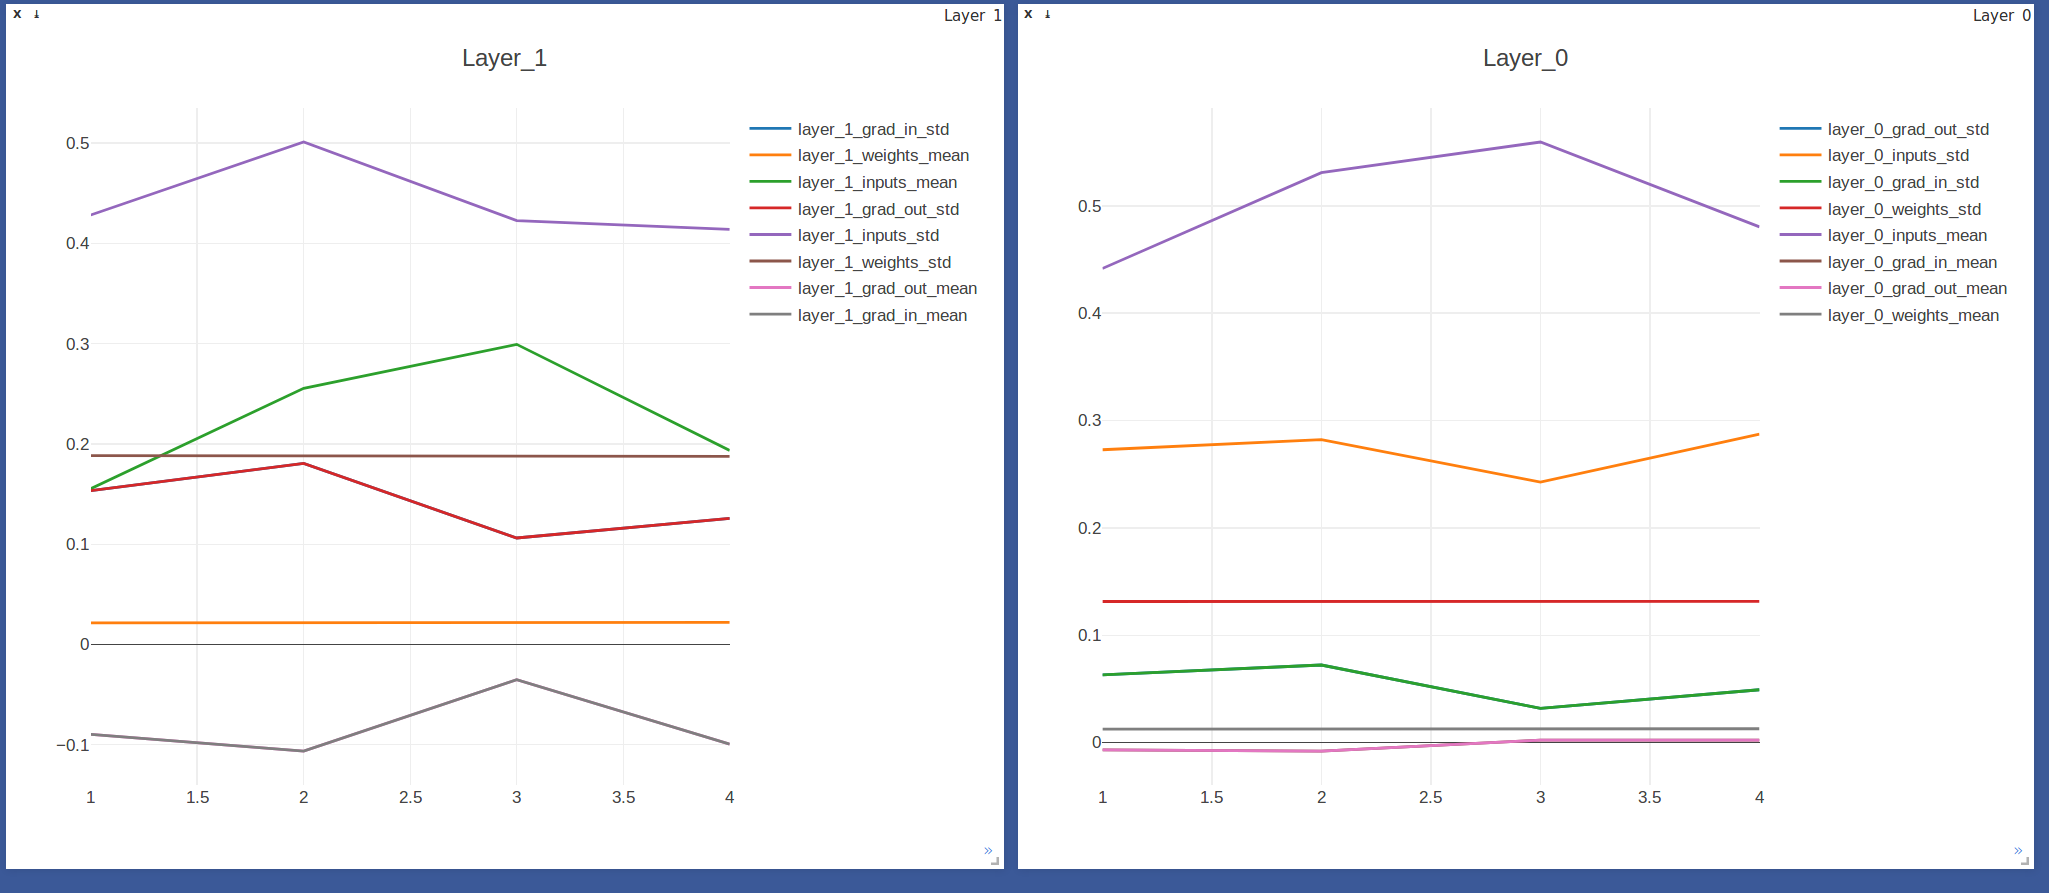 X ⤓ Layer 1
Layer_1
0.5
0.4
0.3
0.2
0.1
0
−0.1
1 1.5 2 2.5 3 3.5 4
layer_1_grad_in_std
layer_1_weights_mean
layer_1_inputs_mean
layer_1_grad_out_std
layer_1_inputs_std
layer_1_weights_std
layer_1_grad_out_mean
layer_1_grad_in_mean
»
X ⤓ Layer 0
Layer_0
0.5
0.4
0.3
0.2
0.1
0
1 1.5 2 2.5 3 3.5 4
layer_0_grad_out_std
layer_0_inputs_std
layer_0_grad_in_std
layer_0_weights_std
layer_0_inputs_mean
layer_0_grad_in_mean
layer_0_grad_out_mean
layer_0_weights_mean
»